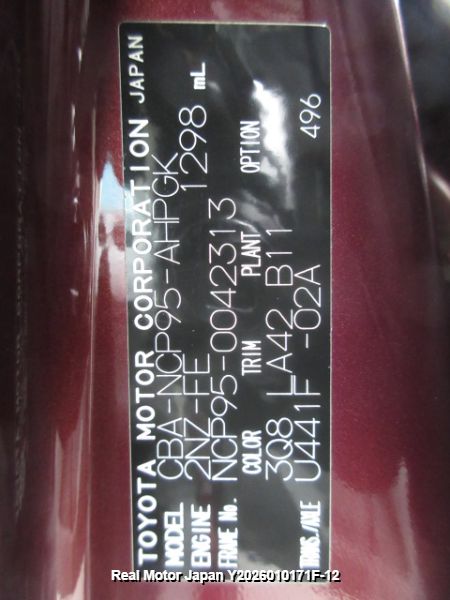 TOYOTA MOTOR CORPORATION JAPAN
MODEL CBA-NCP95-AHPGK
ENGINE 2NZ-FE 1298 mL
FRAME No. NCP95-0042313
COLOR TRIM PLANT OPTION
3Q8 LA42 B11 496
TRANS./AXLE U441F -02A
Real Motor Japan Y2026010171F-12